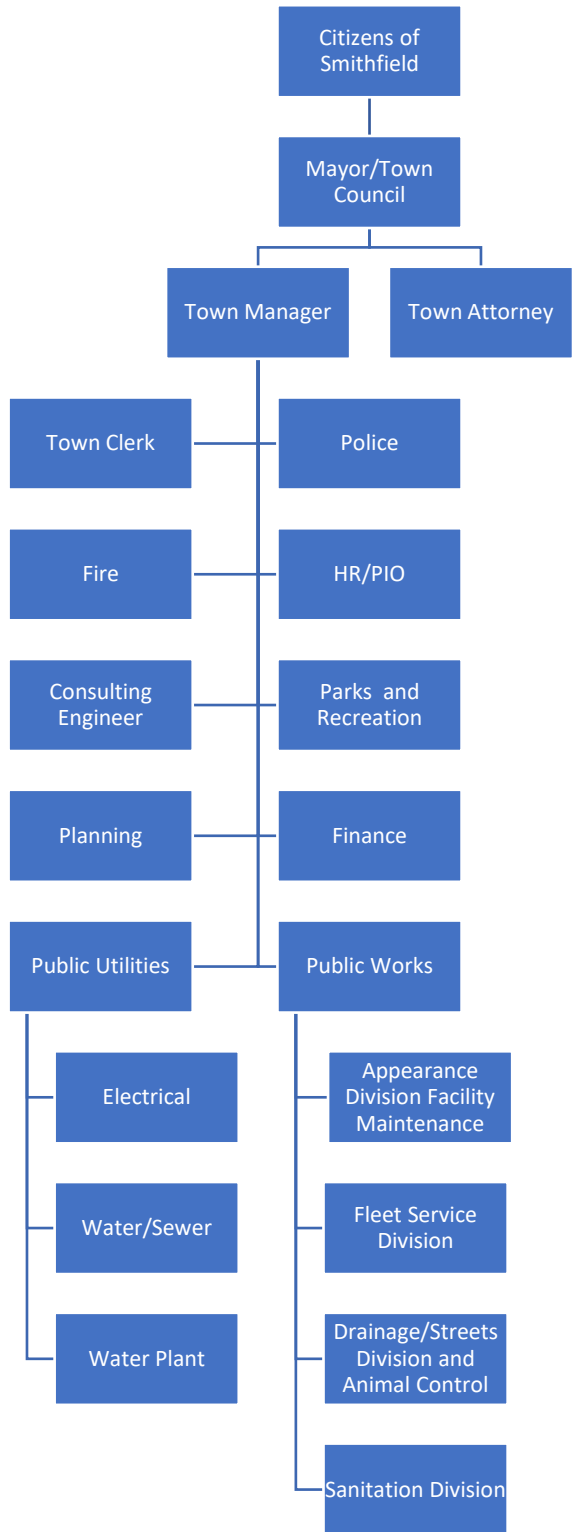 Citizens of
Smithfield
Mayor/Town
Council
Town Manager
Town Attorney
Town Clerk
Police
Fire
HR/PIO
Consulting
Engineer
Parks and
Recreation
Planning
Finance
Public Utilities
Public Works
Electrical
Appearance
Division Facility
Maintenance
Water/Sewer
Fleet Service
Division
Water Plant
Drainage/Streets
Division and
Animal Control
Sanitation Division